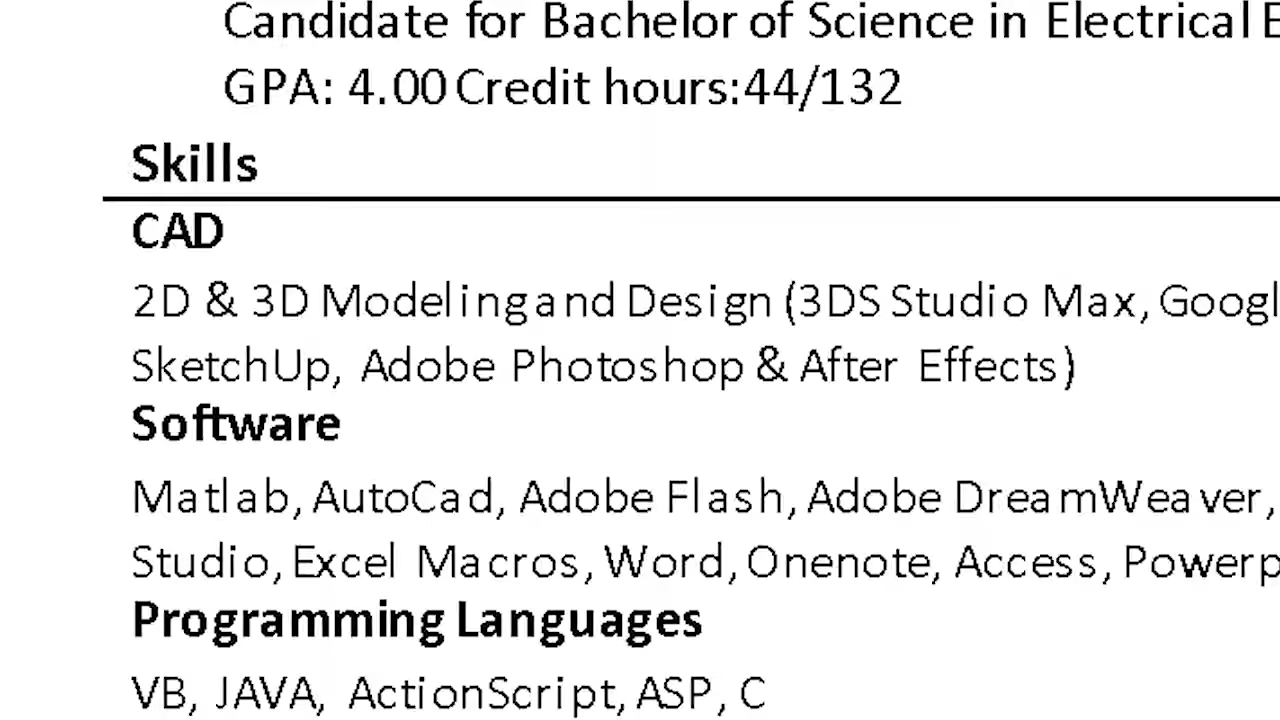 Candidate for Bachelor of Science in Electrical E
GPA: 4.00 Credit hours:44/132
Skills
CAD
2D & 3D Modeling and Design (3DS Studio Max, Googl
SketchUp, Adobe Photoshop & After Effects)
Software
Matlab, AutoCad, Adobe Flash, Adobe DreamWeaver,
Studio, Excel Macros, Word, Onenote, Access, Powerp
Programming Languages
VB, JAVA, ActionScript, ASP, C